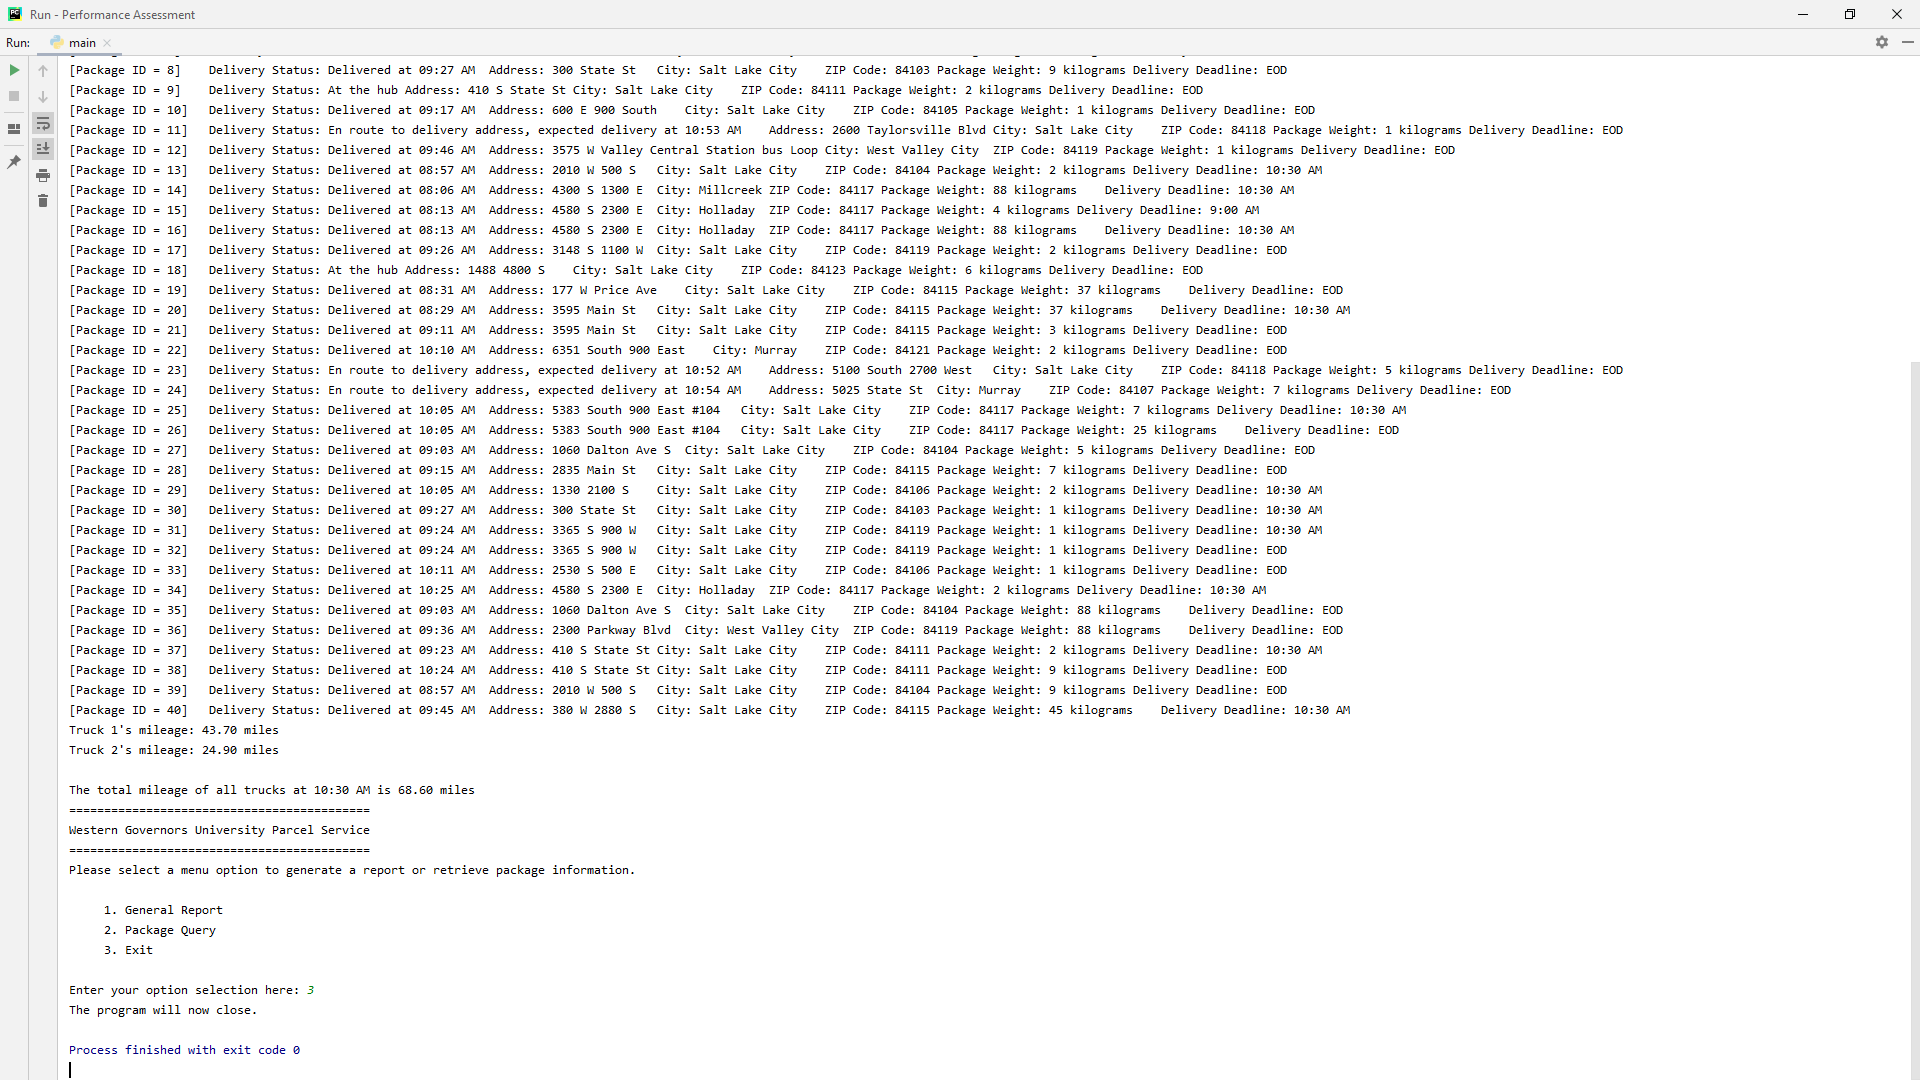 Run - Performance Assessment
Run: main
[Package ID = 8] Delivery Status: Delivered at 09:27 AM Address: 300 State St City: Salt Lake City ZIP Code: 84103 Package Weight: 9 kilograms Delivery Deadline: EOD
[Package ID = 9] Delivery Status: At the hub Address: 410 S State St City: Salt Lake City ZIP Code: 84111 Package Weight: 2 kilograms Delivery Deadline: EOD
[Package ID = 10] Delivery Status: Delivered at 09:17 AM Address: 600 E 900 South City: Salt Lake City ZIP Code: 84105 Package Weight: 1 kilograms Delivery Deadline: EOD
[Package ID = 11] Delivery Status: En route to delivery address, expected delivery at 10:53 AM Address: 2600 Taylorsville Blvd City: Salt Lake City ZIP Code: 84118 Package Weight: 1 kilograms Delivery Deadline: EOD
[Package ID = 12] Delivery Status: Delivered at 09:46 AM Address: 3575 W Valley Central Station bus Loop City: West Valley City ZIP Code: 84119 Package Weight: 1 kilograms Delivery Deadline: EOD
[Package ID = 13] Delivery Status: Delivered at 08:57 AM Address: 2010 W 500 S City: Salt Lake City ZIP Code: 84104 Package Weight: 2 kilograms Delivery Deadline: 10:30 AM
[Package ID = 14] Delivery Status: Delivered at 08:06 AM Address: 4300 S 1300 E City: Millcreek ZIP Code: 84117 Package Weight: 88 kilograms Delivery Deadline: 10:30 AM
[Package ID = 15] Delivery Status: Delivered at 08:13 AM Address: 4580 S 2300 E City: Holladay ZIP Code: 84117 Package Weight: 4 kilograms Delivery Deadline: 9:00 AM
[Package ID = 16] Delivery Status: Delivered at 08:13 AM Address: 4580 S 2300 E City: Holladay ZIP Code: 84117 Package Weight: 88 kilograms Delivery Deadline: 10:30 AM
[Package ID = 17] Delivery Status: Delivered at 09:26 AM Address: 3148 S 1100 W City: Salt Lake City ZIP Code: 84119 Package Weight: 2 kilograms Delivery Deadline: EOD
[Package ID = 18] Delivery Status: At the hub Address: 1488 4800 S City: Salt Lake City ZIP Code: 84123 Package Weight: 6 kilograms Delivery Deadline: EOD
[Package ID = 19] Delivery Status: Delivered at 08:31 AM Address: 177 W Price Ave City: Salt Lake City ZIP Code: 84115 Package Weight: 37 kilograms Delivery Deadline: EOD
[Package ID = 20] Delivery Status: Delivered at 08:29 AM Address: 3595 Main St City: Salt Lake City ZIP Code: 84115 Package Weight: 37 kilograms Delivery Deadline: 10:30 AM
[Package ID = 21] Delivery Status: Delivered at 09:11 AM Address: 3595 Main St City: Salt Lake City ZIP Code: 84115 Package Weight: 3 kilograms Delivery Deadline: EOD
[Package ID = 22] Delivery Status: Delivered at 10:10 AM Address: 6351 South 900 East City: Murray ZIP Code: 84121 Package Weight: 2 kilograms Delivery Deadline: EOD
[Package ID = 23] Delivery Status: En route to delivery address, expected delivery at 10:52 AM Address: 5100 South 2700 West City: Salt Lake City ZIP Code: 84118 Package Weight: 5 kilograms Delivery Deadline: EOD
[Package ID = 24] Delivery Status: En route to delivery address, expected delivery at 10:54 AM Address: 5025 State St City: Murray ZIP Code: 84107 Package Weight: 7 kilograms Delivery Deadline: EOD
[Package ID = 25] Delivery Status: Delivered at 10:05 AM Address: 5383 South 900 East #104 City: Salt Lake City ZIP Code: 84117 Package Weight: 7 kilograms Delivery Deadline: 10:30 AM
[Package ID = 26] Delivery Status: Delivered at 10:05 AM Address: 5383 South 900 East #104 City: Salt Lake City ZIP Code: 84117 Package Weight: 25 kilograms Delivery Deadline: EOD
[Package ID = 27] Delivery Status: Delivered at 09:03 AM Address: 1060 Dalton Ave S City: Salt Lake City ZIP Code: 84104 Package Weight: 5 kilograms Delivery Deadline: EOD
[Package ID = 28] Delivery Status: Delivered at 09:15 AM Address: 2835 Main St City: Salt Lake City ZIP Code: 84115 Package Weight: 7 kilograms Delivery Deadline: EOD
[Package ID = 29] Delivery Status: Delivered at 10:05 AM Address: 1330 2100 S City: Salt Lake City ZIP Code: 84106 Package Weight: 2 kilograms Delivery Deadline: 10:30 AM
[Package ID = 30] Delivery Status: Delivered at 09:27 AM Address: 300 State St City: Salt Lake City ZIP Code: 84103 Package Weight: 1 kilograms Delivery Deadline: 10:30 AM
[Package ID = 31] Delivery Status: Delivered at 09:24 AM Address: 3365 S 900 W City: Salt Lake City ZIP Code: 84119 Package Weight: 1 kilograms Delivery Deadline: 10:30 AM
[Package ID = 32] Delivery Status: Delivered at 09:24 AM Address: 3365 S 900 W City: Salt Lake City ZIP Code: 84119 Package Weight: 1 kilograms Delivery Deadline: EOD
[Package ID = 33] Delivery Status: Delivered at 10:11 AM Address: 2530 S 500 E City: Salt Lake City ZIP Code: 84106 Package Weight: 1 kilograms Delivery Deadline: EOD
[Package ID = 34] Delivery Status: Delivered at 10:25 AM Address: 4580 S 2300 E City: Holladay ZIP Code: 84117 Package Weight: 2 kilograms Delivery Deadline: 10:30 AM
[Package ID = 35] Delivery Status: Delivered at 09:03 AM Address: 1060 Dalton Ave S City: Salt Lake City ZIP Code: 84104 Package Weight: 88 kilograms Delivery Deadline: EOD
[Package ID = 36] Delivery Status: Delivered at 09:36 AM Address: 2300 Parkway Blvd City: West Valley City ZIP Code: 84119 Package Weight: 88 kilograms Delivery Deadline: EOD
[Package ID = 37] Delivery Status: Delivered at 09:23 AM Address: 410 S State St City: Salt Lake City ZIP Code: 84111 Package Weight: 2 kilograms Delivery Deadline: 10:30 AM
[Package ID = 38] Delivery Status: Delivered at 10:24 AM Address: 410 S State St City: Salt Lake City ZIP Code: 84111 Package Weight: 9 kilograms Delivery Deadline: EOD
[Package ID = 39] Delivery Status: Delivered at 08:57 AM Address: 2010 W 500 S City: Salt Lake City ZIP Code: 84104 Package Weight: 9 kilograms Delivery Deadline: EOD
[Package ID = 40] Delivery Status: Delivered at 09:45 AM Address: 380 W 2880 S City: Salt Lake City ZIP Code: 84115 Package Weight: 45 kilograms Delivery Deadline: 10:30 AM
Truck 1's mileage: 43.70 miles
Truck 2's mileage: 24.90 miles
The total mileage of all trucks at 10:30 AM is 68.60 miles
===========================================
Western Governors University Parcel Service
===========================================
Please select a menu option to generate a report or retrieve package information.
1. General Report
2. Package Query
3. Exit
Enter your option selection here: 3
The program will now close.
Process finished with exit code 0